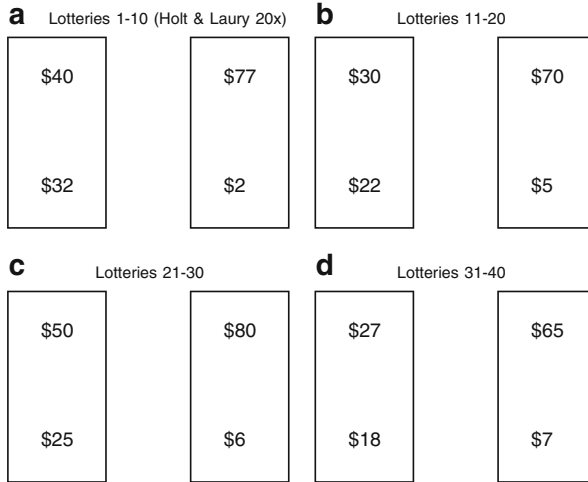 a Lotteries 1-10 (Holt & Laury 20x)
$40 $77
$32 $2
b Lotteries 11-20
$30 $70
$22 $5
c Lotteries 21-30
$50 $80
$25 $6
d Lotteries 31-40
$27 $65
$18 $7